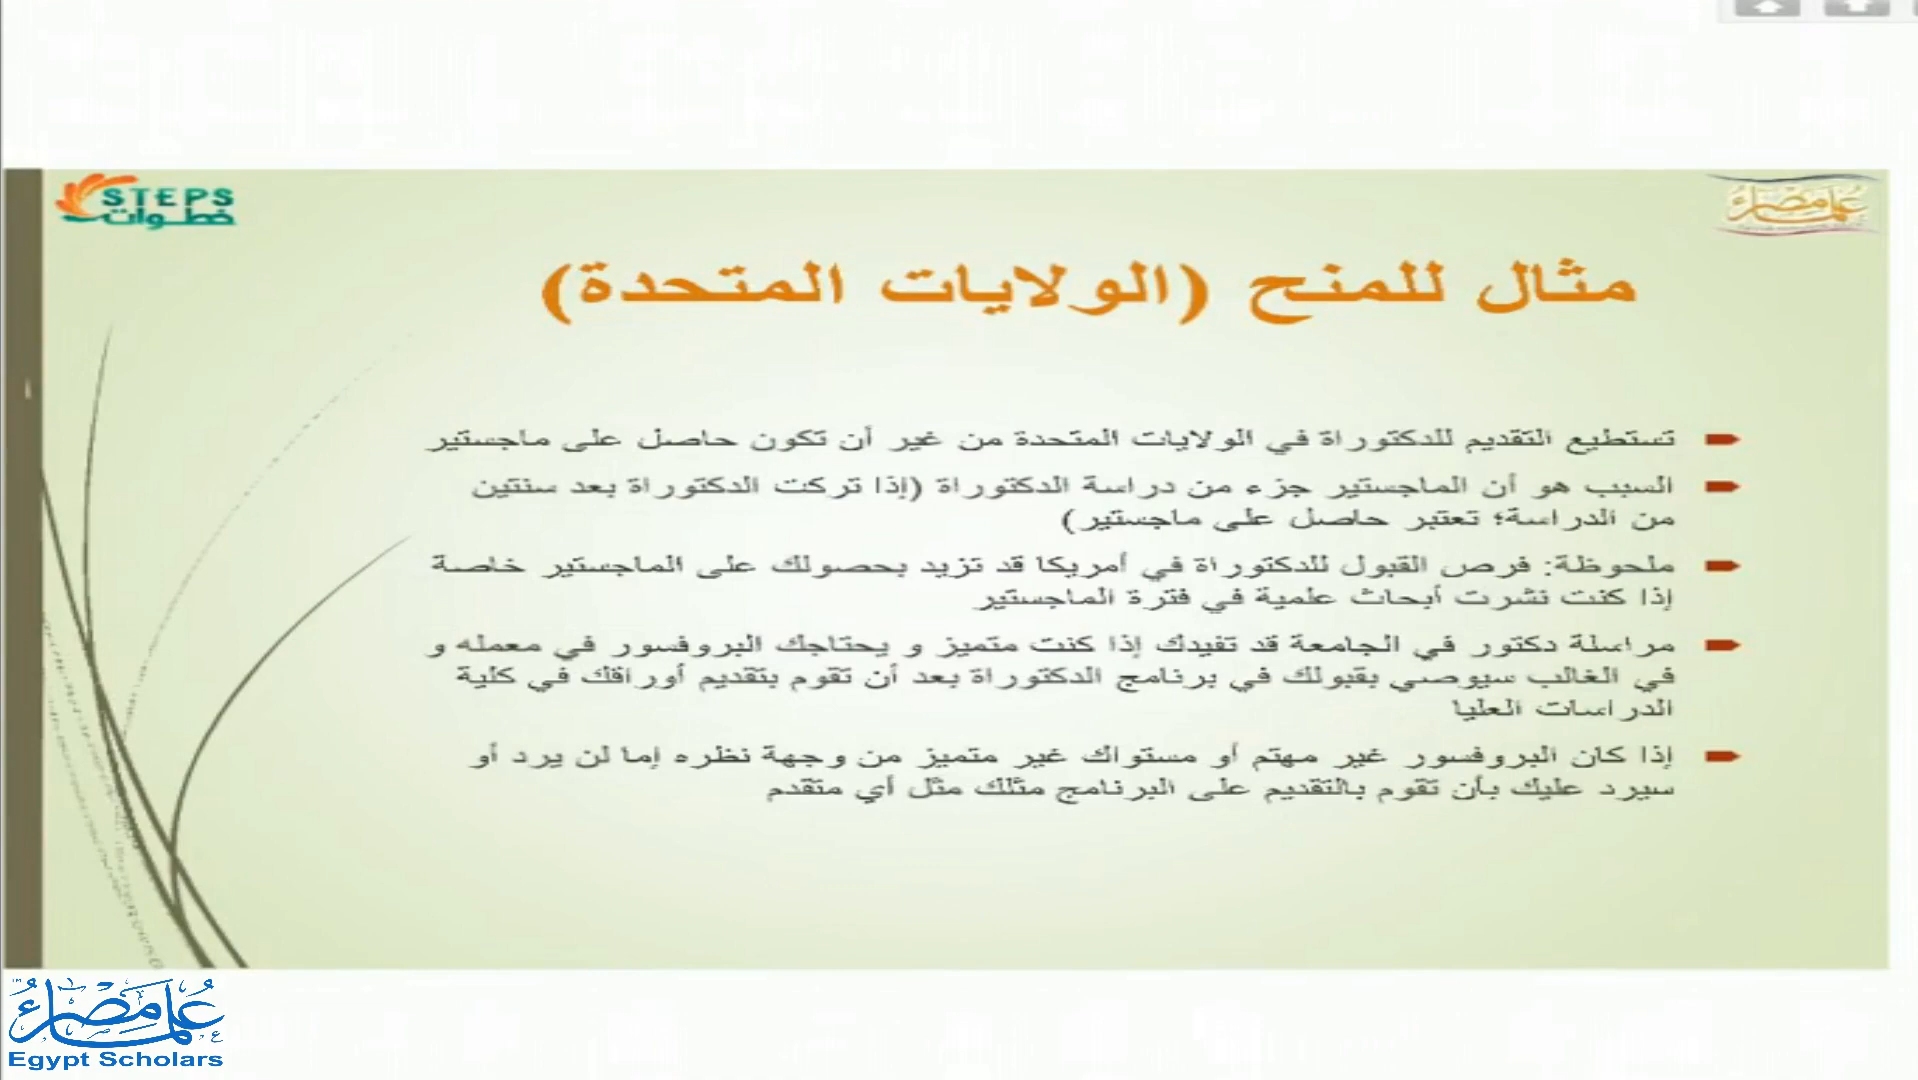 STEPS
خطوات
علماء مصر
مثال للمنح (الولايات المتحدة)
تستطيع التقديم للدكتوراة في الولايات المتحدة من غير أن تكون حاصل على ماجستير
السبب هو أن الماجستير جزء من دراسة الدكتوراة (إذا تركت الدكتوراة بعد سنتين
من الدراسة؛ تعتبر حاصل على ماجستير)
ملحوظة: فرص القبول للدكتوراة في أمريكا قد تزيد بحصولك على الماجستير خاصة
إذا كنت نشرت أبحاث علمية في فترة الماجستير
مراسلة دكتور في الجامعة قد تفيدك إذا كنت متميز و يحتاجك البروفسور في معمله و
في الغالب سيوصي بقبولك في برنامج الدكتوراة بعد أن تقوم بتقديم أوراقك في كلية
الدراسات العليا
إذا كان البروفسور غير مهتم أو مستواك غير متميز من وجهة نظره إما لن يرد أو
سيرد عليك بأن تقوم بالتقديم على البرنامج مثلك مثل أي متقدم
علماء مصر
Egypt Scholars